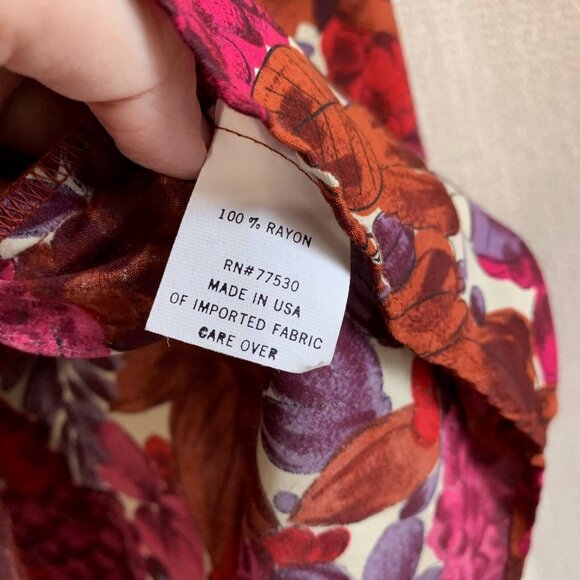 100 % RAYON
RN# 77530
MADE IN USA
OF IMPORTED FABRIC
CARE OVER